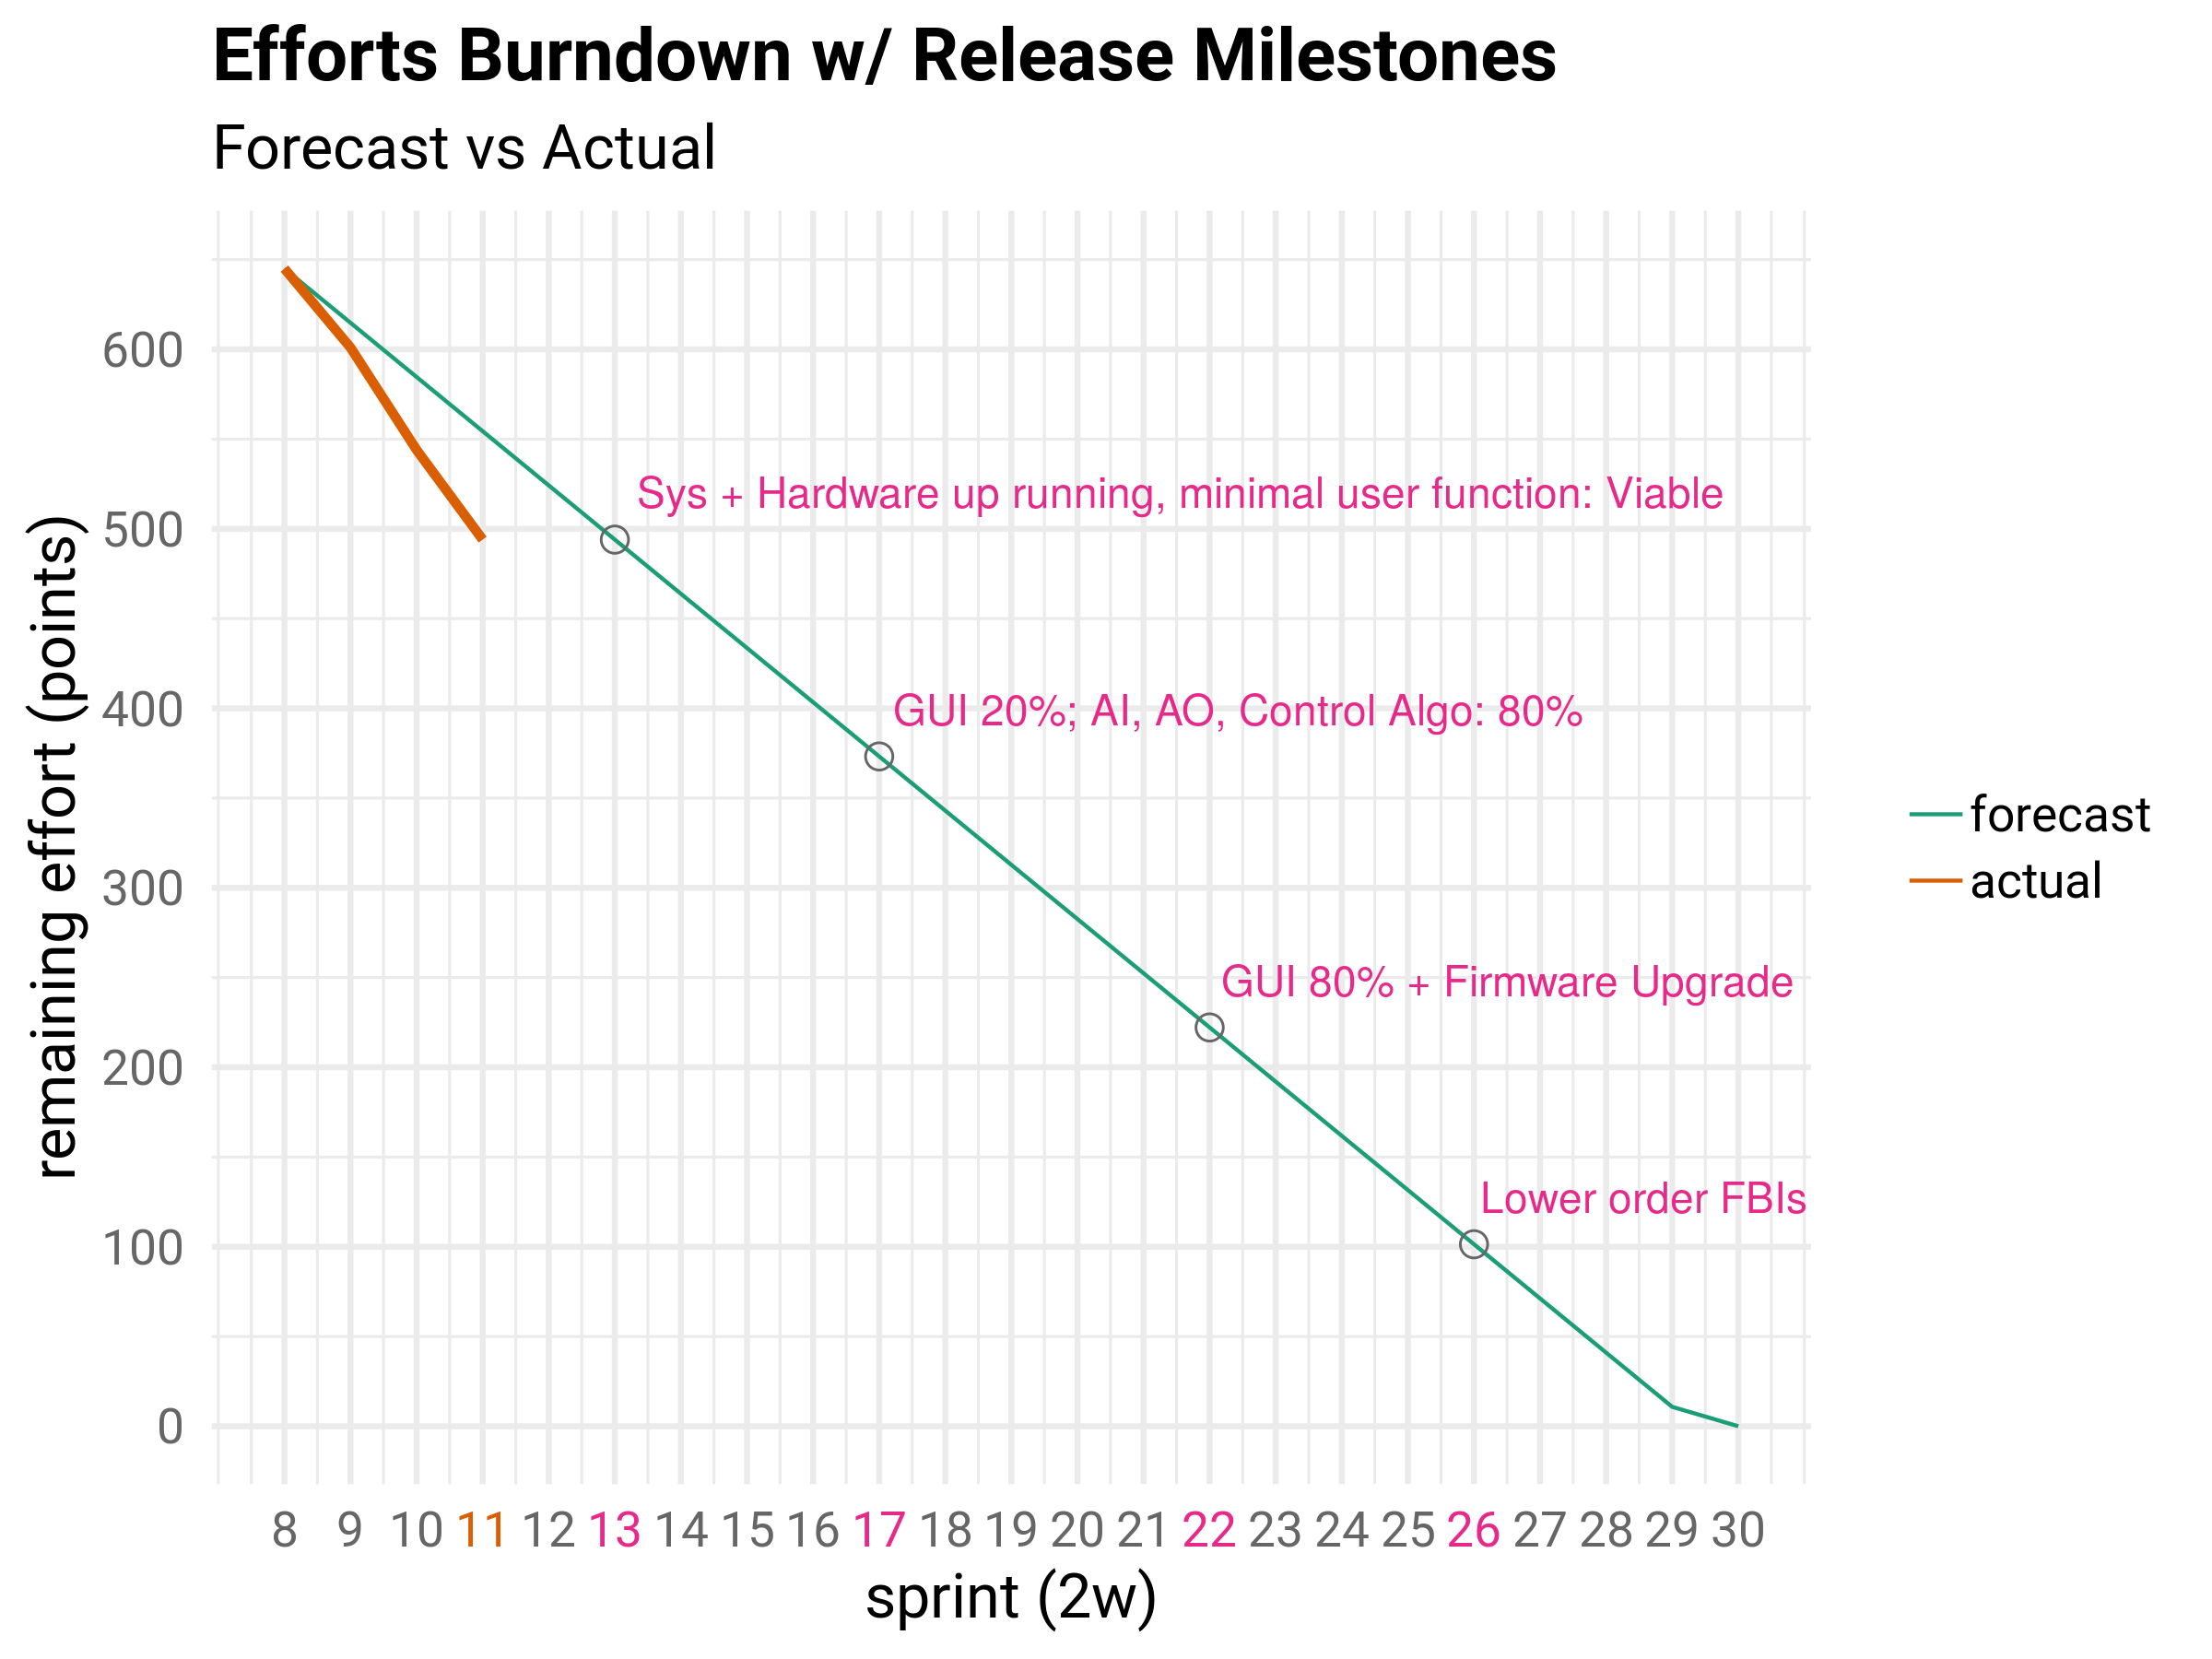 Efforts Burndown w/ Release Milestones
Forecast vs Actual
remaining effort (points)
600
500
400
300
200
100
0
Sys + Hardware up running, minimal user function: Viable
GUI 20%; AI, AO, Control Algo: 80%
GUI 80% + Firmware Upgrade
Lower order FBIs
forecast
actual
8 9 10 11 12 13 14 15 16 17 18 19 20 21 22 23 24 25 26 27 28 29 30
sprint (2w)